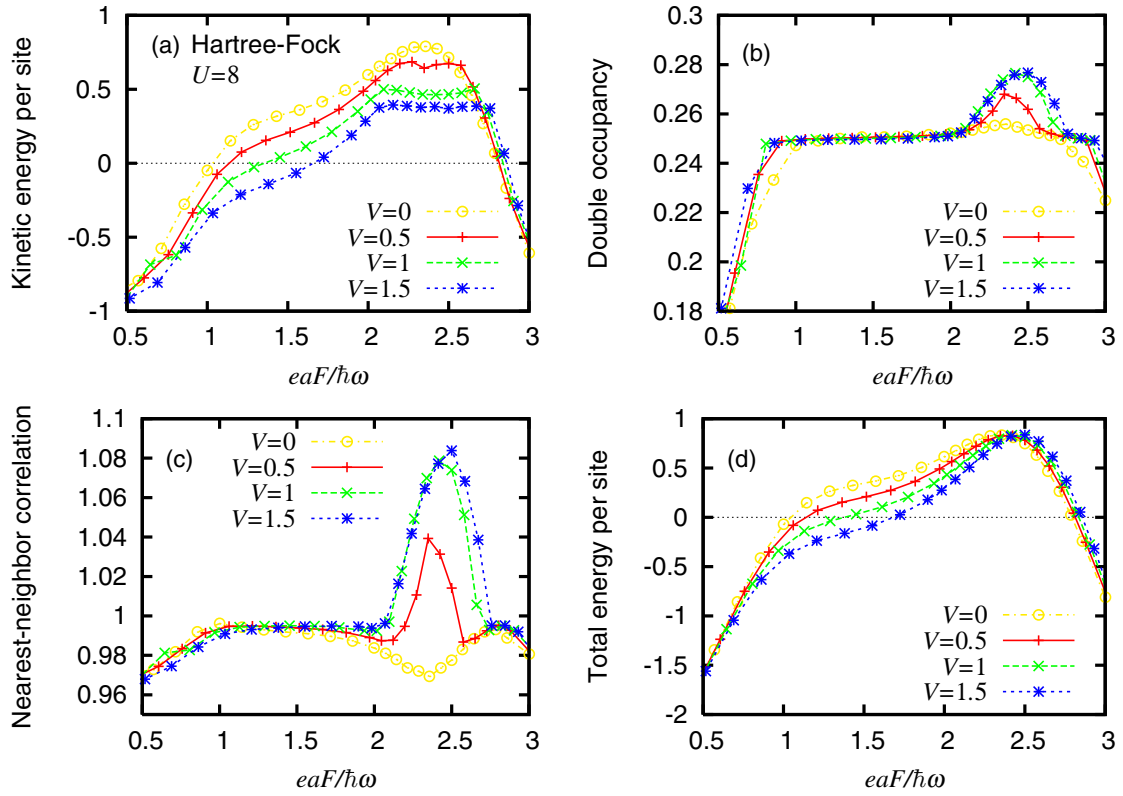 (a) Hartree-Fock
U=8
Kinetic energy per site
1
0.5
0
-0.5
-1
V=0
V=0.5
V=1
V=1.5
0.5 1 1.5 2 2.5 3
eaF/ħω
(b)
Double occupancy
0.3
0.28
0.26
0.24
0.22
0.2
0.18
V=0
V=0.5
V=1
V=1.5
0.5 1 1.5 2 2.5 3
eaF/ħω
(c)
Nearest-neighbor correlation
1.1
1.08
1.06
1.04
1.02
1
0.98
0.96
V=0
V=0.5
V=1
V=1.5
0.5 1 1.5 2 2.5 3
eaF/ħω
(d)
Total energy per site
1
0.5
0
-0.5
-1
-1.5
-2
V=0
V=0.5
V=1
V=1.5
0.5 1 1.5 2 2.5 3
eaF/ħω